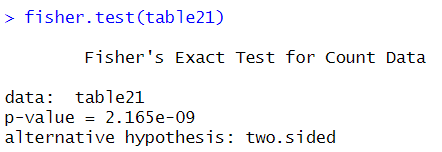 > fisher.test(table21)
Fisher's Exact Test for Count Data
data:  table21
p-value = 2.165e-09
alternative hypothesis: two.sided